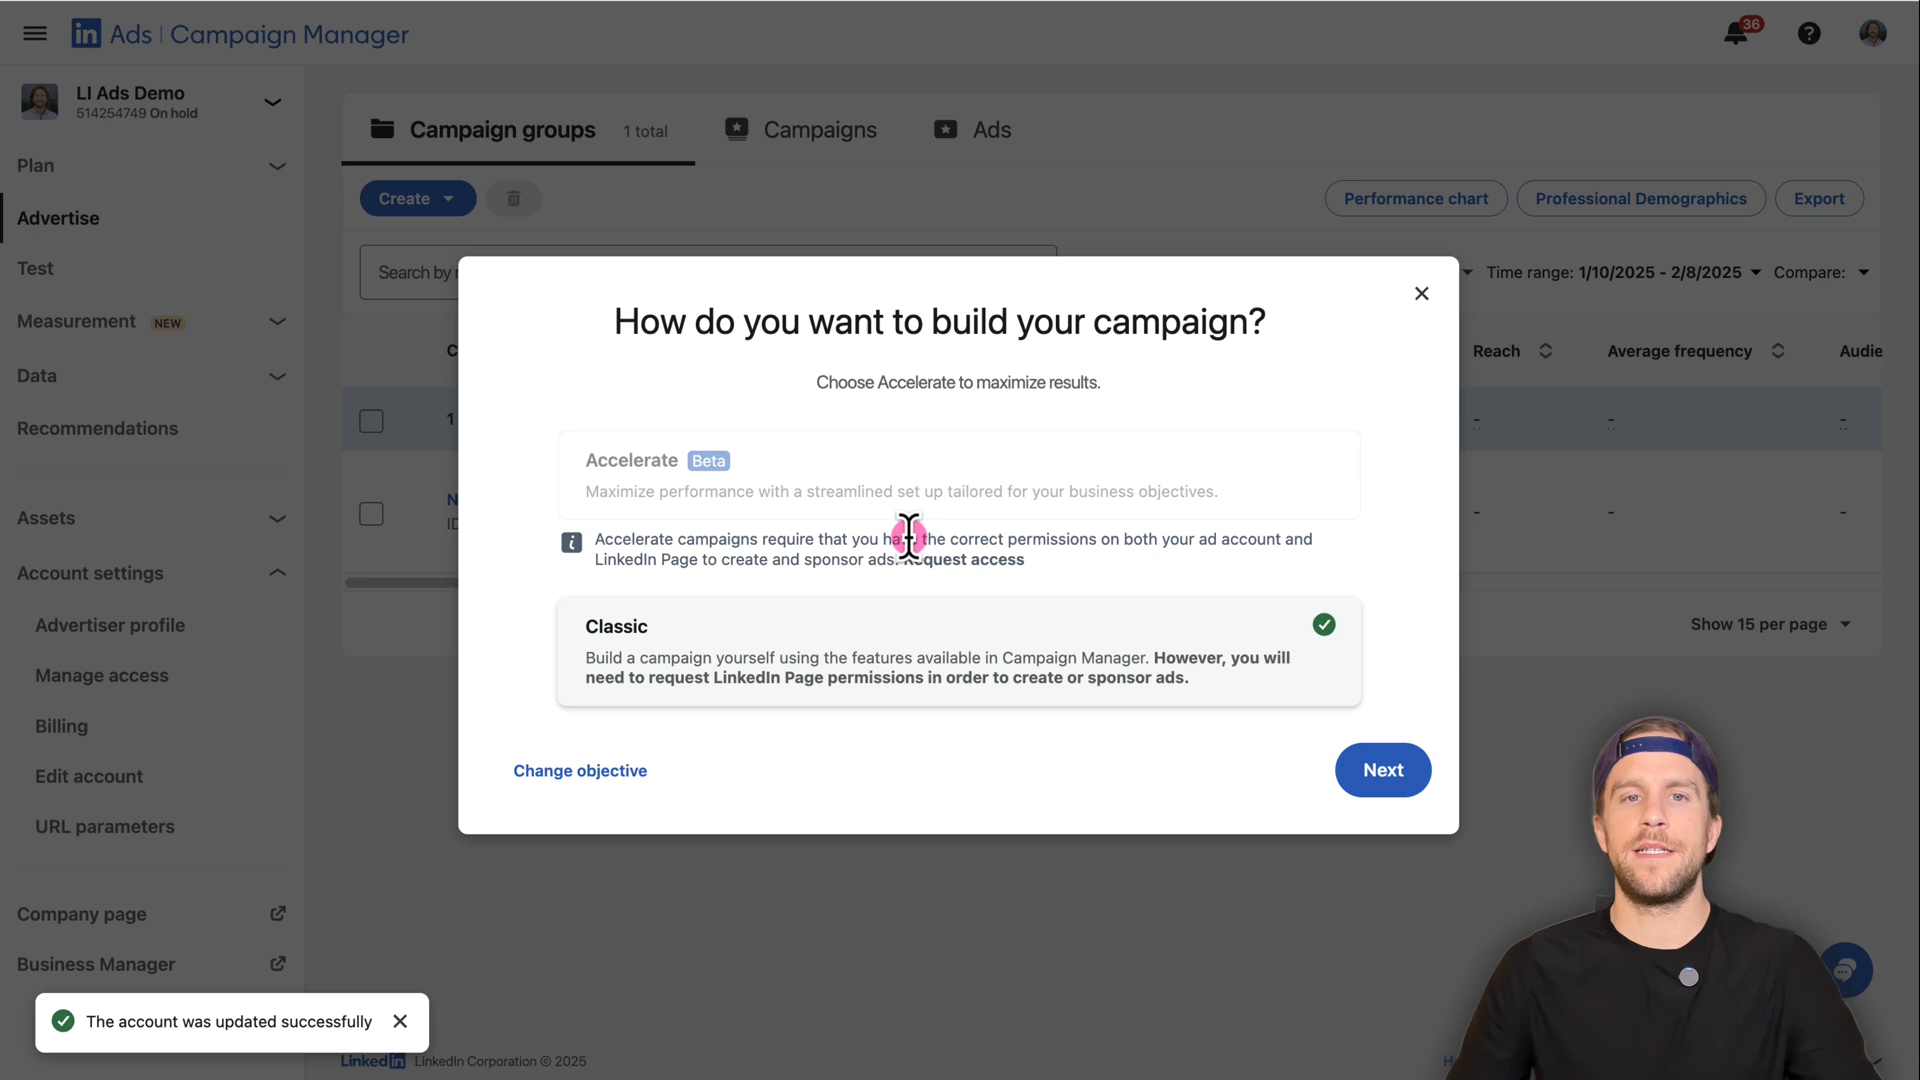 in Ads | Campaign Manager
36
?
LI Ads Demo
514254749 On hold
Plan
Advertise
Test
Measurement NEW
Data
Recommendations
Assets
Account settings
Advertiser profile
Manage access
Billing
Edit account
URL parameters
Company page
Business Manager
Campaign groups 1 total
Campaigns
Ads
Create
Performance chart
Professional Demographics
Export
Search by
Time range: 1/10/2025 - 2/8/2025
Compare:
Reach
Average frequency
1
- - -
N
- - -
Show 15 per page
How do you want to build your campaign?
Choose Accelerate to maximize results.
Accelerate Beta
Maximize performance with a streamlined set up tailored for your business objectives.
Accelerate campaigns require that you the correct permissions on both your ad account and
LinkedIn Page to create and sponsor ads. access
Classic
Build a campaign yourself using the features available in Campaign Manager. However, you will
need to request LinkedIn Page permissions in order to create or sponsor ads.
Change objective
Next
The account was updated successfully
LinkedIn LinkedIn Corporation © 2025